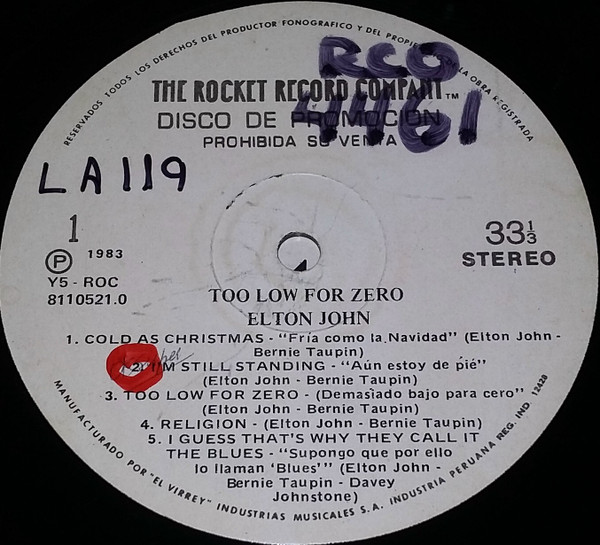 RESERVADOS TODOS LOS DERECHOS DEL PRODUCTOR FONOGRAFICO Y DEL PROPIE LA OBRA REGISTRADA
RCO
4461
THE ROCKET RECORD COMPANY™
DISCO DE PROMOCION
PROHIBIDA SU VENTA
LA119
1
Ⓟ 1983
Y5 - ROC
8110521.0
33⅓
STEREO
TOO LOW FOR ZERO
ELTON JOHN
1. COLD AS CHRISTMAS - "Fría como la Navidad" (Elton John -
Bernie Taupin)
2. I'M STILL STANDING - "Aún estoy de pié"
(Elton John - Bernie Taupin)
3. TOO LOW FOR ZERO - (Demasiado bajo para cero"
(Elton John - Bernie Taupin)
4. RELIGION - (Elton John - Bernie Taupin)
5. I GUESS THAT'S WHY THEY CALL IT
THE BLUES - "Supongo que por ello
lo llaman 'Blues'" (Elton John -
Bernie Taupin - Davey
Johnstone)
MANUFACTURADO POR "EL VIRREY" INDUSTRIAS MUSICALES S.A. INDUSTRIA PERUANA REG. IND 12428